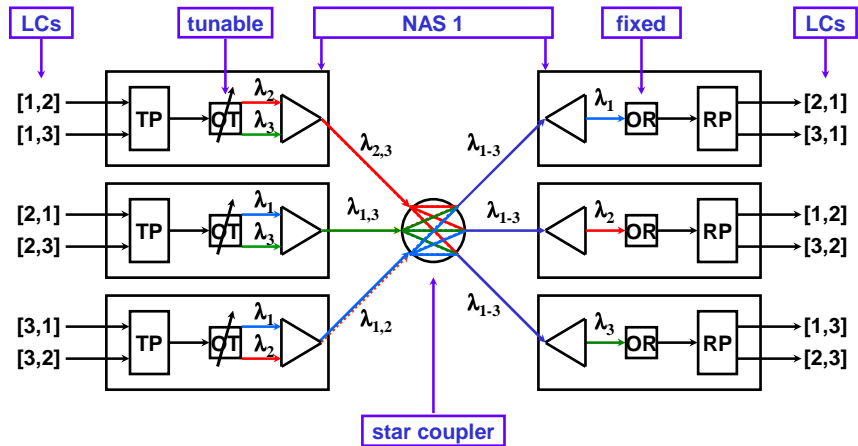 LCs tunable NAS 1 fixed LCs
[1,2] TP OT λ2 λ3 λ1 OR RP [2,1]
[1,3] [3,1]
λ2,3 λ1-3
[2,1] TP OT λ1 λ3 λ1,3 λ1-3 λ2 OR RP [1,2]
[2,3] [3,2]
[3,1] TP OT λ1 λ2 λ1,2 λ1-3 λ3 OR RP [1,3]
[3,2] [2,3]
star coupler